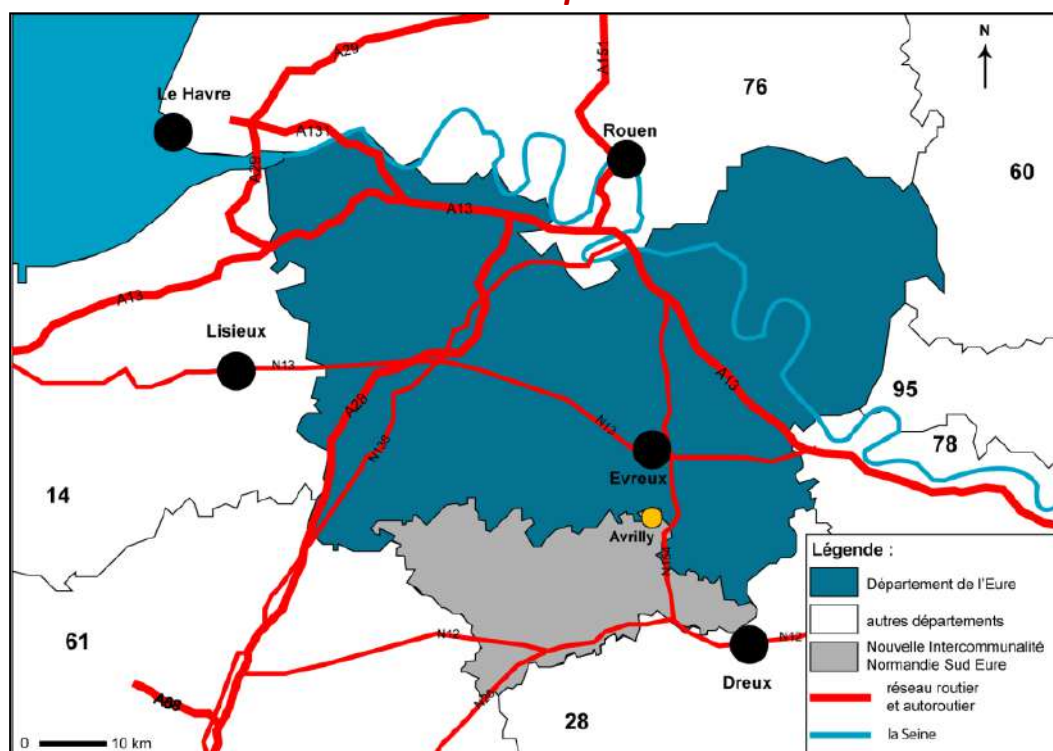 A29
N
A151
76
Le Havre
A131
Rouen
60
A29
A13
A13
Lisieux
N13
A13
95
A28
N13
78
N138
Evreux
14
Avrilly
N154
Légende :
Département de l'Eure
autres départements
61
N12
Nouvelle Intercommunalité
Normandie Sud Eure
N12
Dreux
réseau routier
et autoroutier
28
la Seine
0
10 km